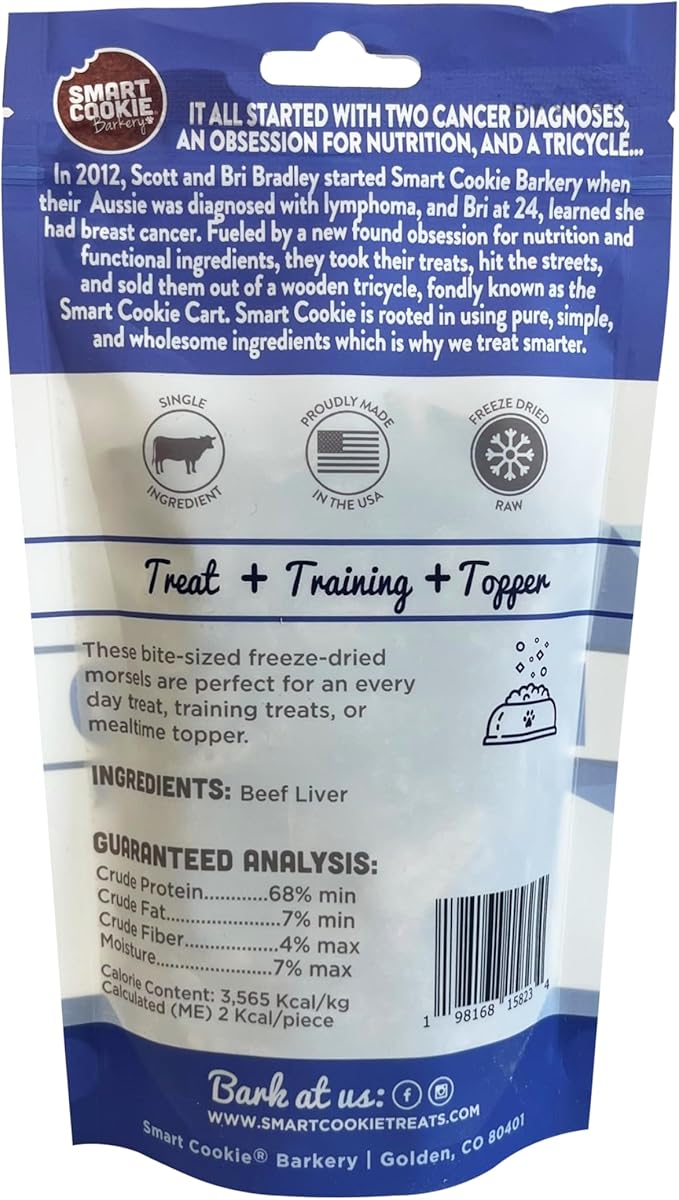 SMART
COOKIE
Barkery
IT ALL STARTED WITH TWO CANCER DIAGNOSES,
AN OBSESSION FOR NUTRITION, AND A TRICYCLE...
In 2012, Scott and Bri Bradley started Smart Cookie Barkery when
their Aussie was diagnosed with lymphoma, and Bri at 24, learned she
had breast cancer. Fueled by a new found obsession for nutrition and
functional ingredients, they took their treats, hit the streets,
and sold them out of a wooden tricycle, fondly known as the
Smart Cookie Cart. Smart Cookie is rooted in using pure, simple,
and wholesome ingredients which is why we treat smarter.
SINGLE
INGREDIENT
PROUDLY MADE
IN THE USA
FREEZE DRIED
RAW
Treat + Training + Topper
These bite-sized freeze-dried
morsels are perfect for an every
day treat, training treats, or
mealtime topper.
INGREDIENTS: Beef Liver
GUARANTEED ANALYSIS:
Crude Protein............68% min
Crude Fat.....................7% min
Crude Fiber.................4% max
Moisture.....................7% max
Calorie Content: 3,565 Kcal/kg
Calculated (ME) 2 Kcal/piece
1 98168 15823 4
Bark at us:
WWW.SMARTCOOKIETREATS.COM
Smart Cookie® Barkery | Golden, CO 80401